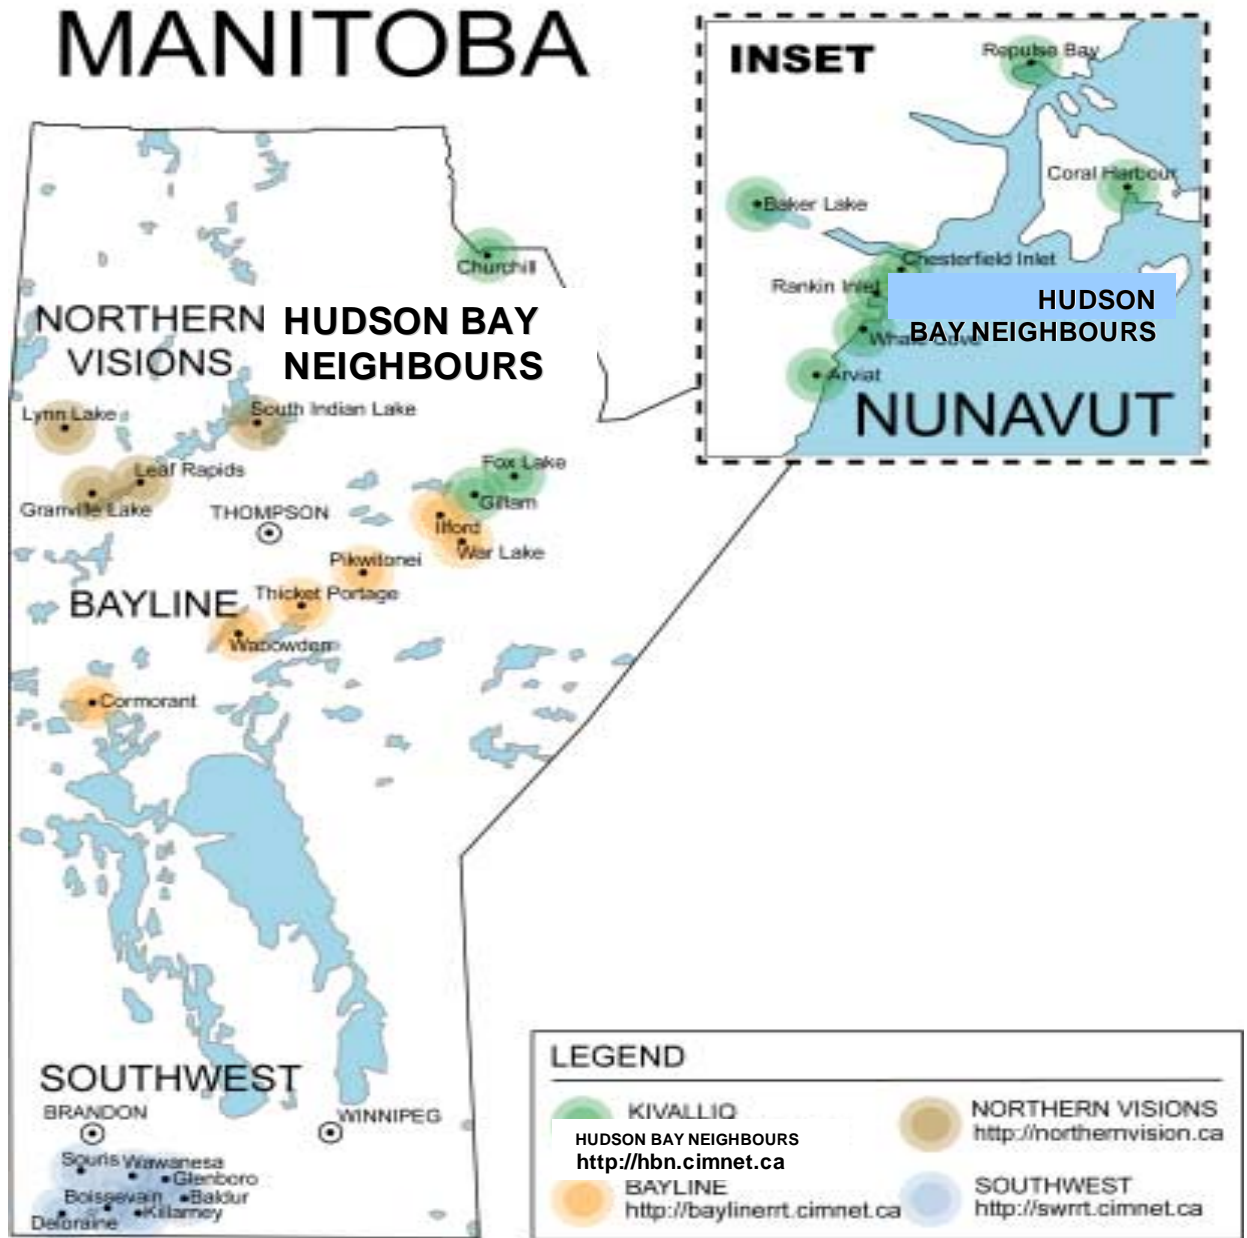 MANITOBA
INSET
Repulse Bay
Coral Harbour
Baker Lake
Chesterfield Inlet
Rankin Inlet
HUDSON
BAY NEIGHBOURS
Whale Cove
Arviat
NUNAVUT
Churchill
NORTHERN
VISIONS
HUDSON BAY
NEIGHBOURS
Lynn Lake
South Indian Lake
Leaf Rapids
Granville Lake
Fox Lake
Gillam
THOMPSON
Ilford
War Lake
Pikwitonei
Thicket Portage
BAYLINE
Wabowden
Cormorant
SOUTHWEST
BRANDON
WINNIPEG
Souris
Wawanesa
Glenboro
Boissevain
Baldur
Killarney
Deloraine
LEGEND
KIVALLIQ
HUDSON BAY NEIGHBOURS
http://hbn.cimnet.ca
BAYLINE
http://baylinerrt.cimnet.ca
NORTHERN VISIONS
http://northernvision.ca
SOUTHWEST
http://swrrt.cimnet.ca